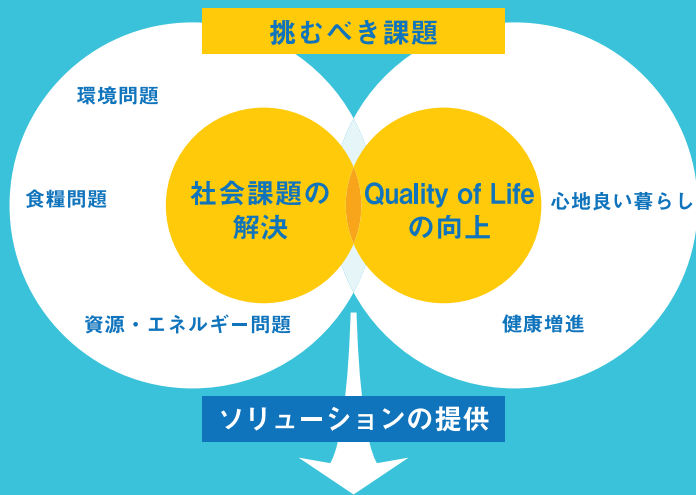 挑むべき課題
環境問題
食糧問題
資源・エネルギー問題
社会課題の
解決
Quality of Life
の向上
心地良い暮らし
健康増進
ソリューションの提供